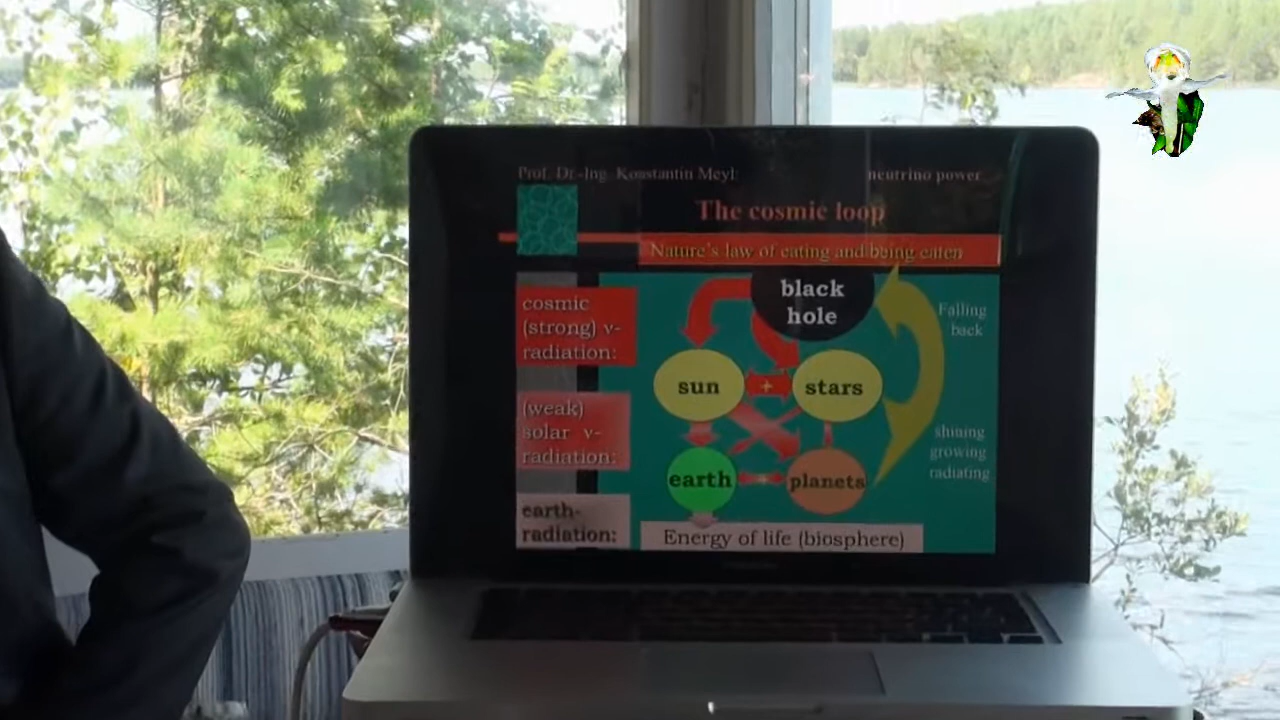 Prof. Dr.-Ing. Konstantin Meyl: neutrino power
The cosmic loop
Nature's law of eating and being eaten
black
hole
cosmic
(strong) ν-
radiation:
Falling
back
sun
+
stars
(weak)
solar ν-
radiation:
shining
growing
radiating
earth
+
planets
earth-
radiation:
Energy of life (biosphere)